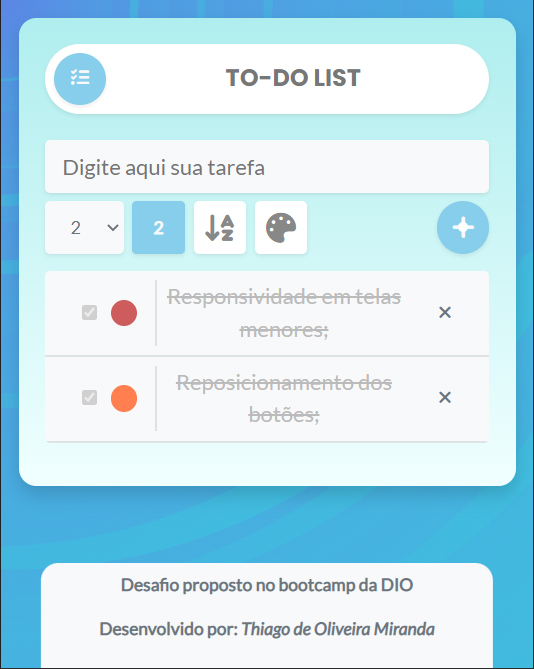 TO-DO LIST
Digite aqui sua tarefa
2 2 A Z
Responsividade em telas
menores;
Reposicionamento dos
botões;
Desafio proposto no bootcamp da DIO
Desenvolvido por: Thiago de Oliveira Miranda